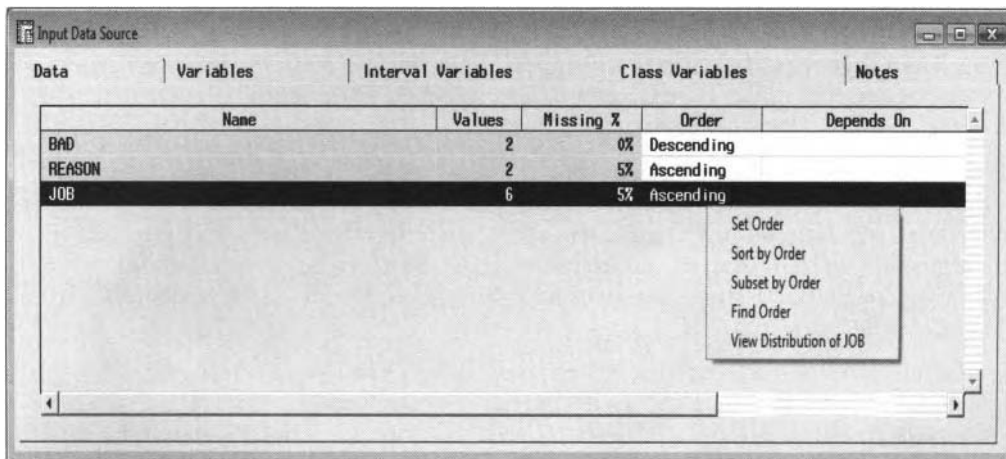 Input Data Source
Data Variables Interval Variables Class Variables Notes
Name Values Missing % Order Depends On
BAD 2 0% Descending
REASON 2 5% Ascending
JOB 6 5% Ascending
Set Order
Sort by Order
Subset by Order
Find Order
View Distribution of JOB